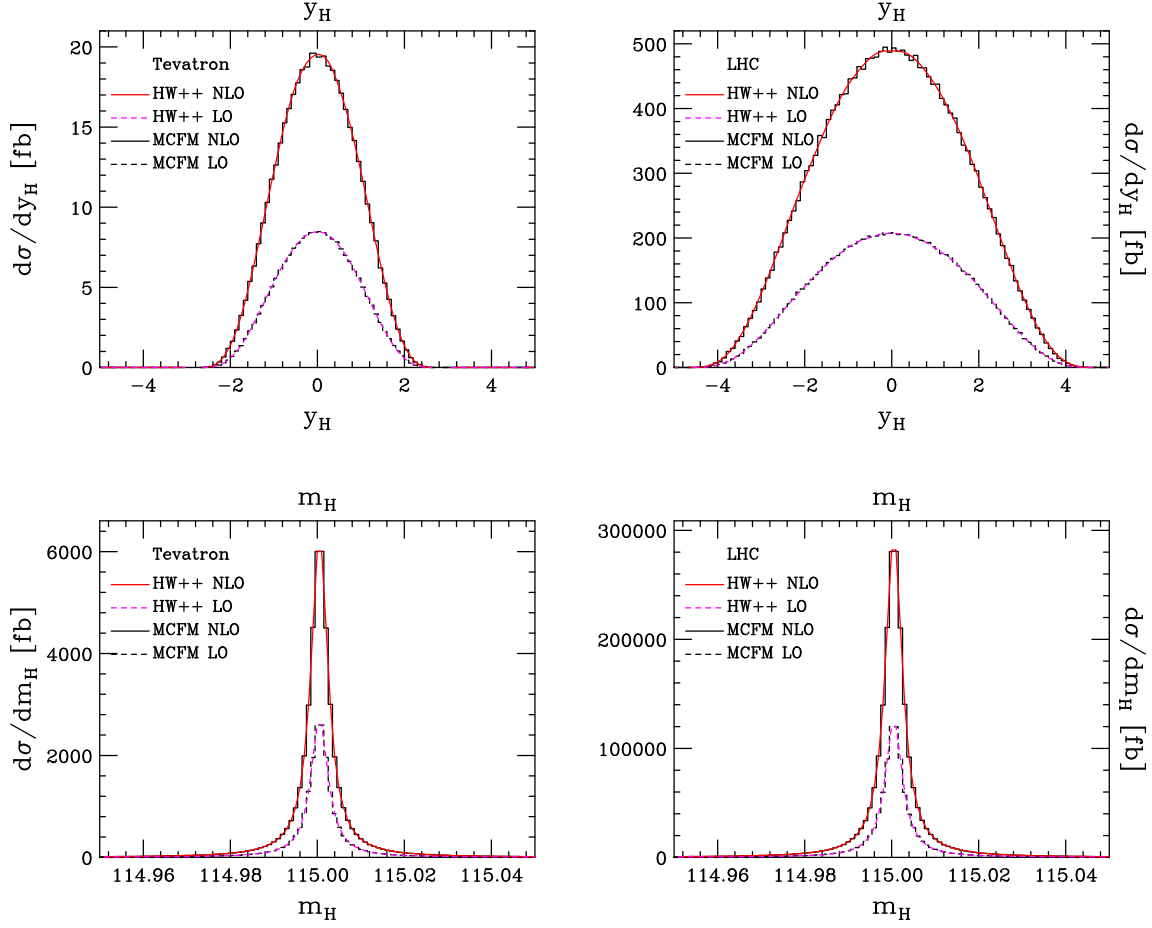 y_H
20
15
10
5
0
dσ/dy_H [fb]
Tevatron
HW++ NLO
HW++ LO
MCFM NLO
MCFM LO
−4 −2 0 2 4
y_H
y_H
500
400
300
200
100
0
LHC
HW++ NLO
HW++ LO
MCFM NLO
MCFM LO
dσ/dy_H [fb]
−4 −2 0 2 4
y_H
m_H
6000
4000
2000
0
dσ/dm_H [fb]
Tevatron
HW++ NLO
HW++ LO
MCFM NLO
MCFM LO
114.96 114.98 115.00 115.02 115.04
m_H
m_H
300000
200000
100000
0
LHC
HW++ NLO
HW++ LO
MCFM NLO
MCFM LO
dσ/dm_H [fb]
114.96 114.98 115.00 115.02 115.04
m_H